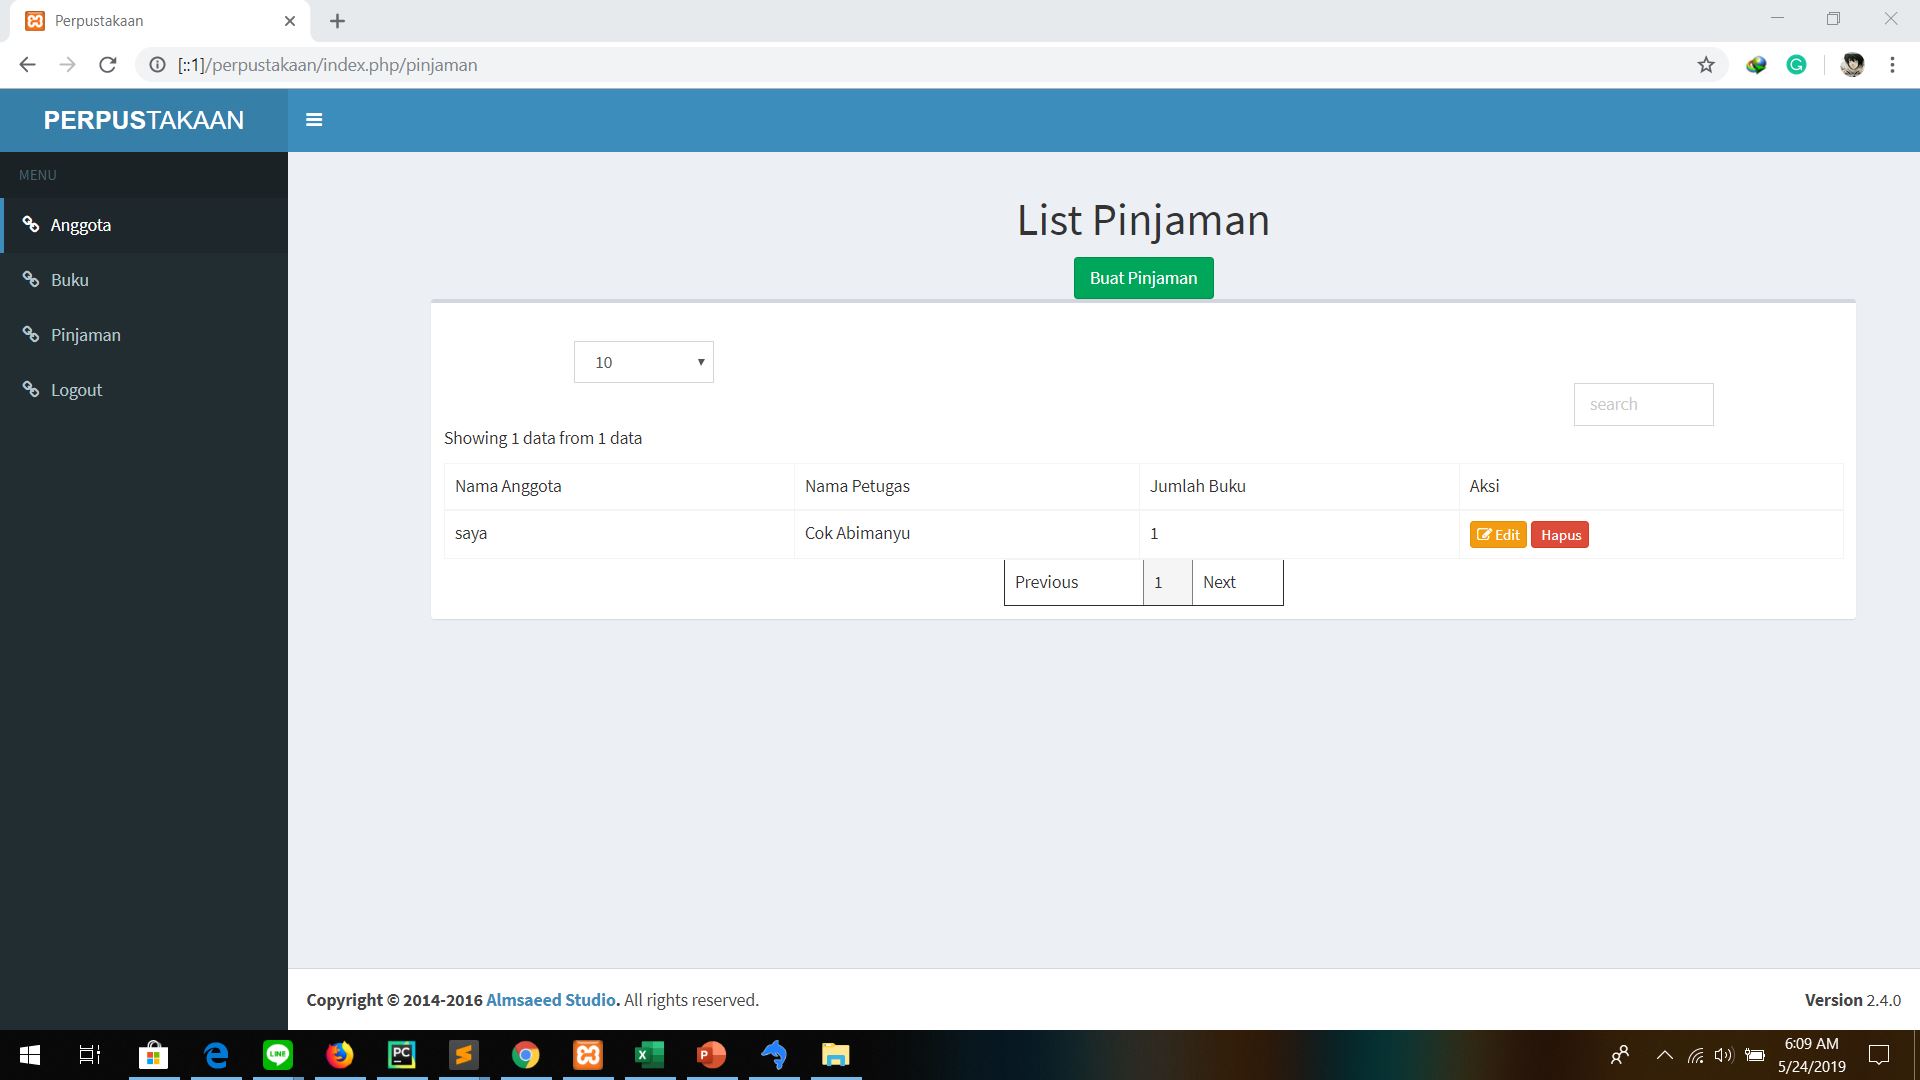 Perpustakaan
[::1]/perpustakaan/index.php/pinjaman
PERPUSTAKAAN
MENU
Anggota
Buku
Pinjaman
Logout
List Pinjaman
Buat Pinjaman
10
search
Showing 1 data from 1 data
Nama Anggota Nama Petugas Jumlah Buku Aksi
saya Cok Abimanyu 1 Edit Hapus
Previous 1 Next
Copyright © 2014-2016 Almsaeed Studio. All rights reserved. Version 2.4.0
6:09 AM
5/24/2019